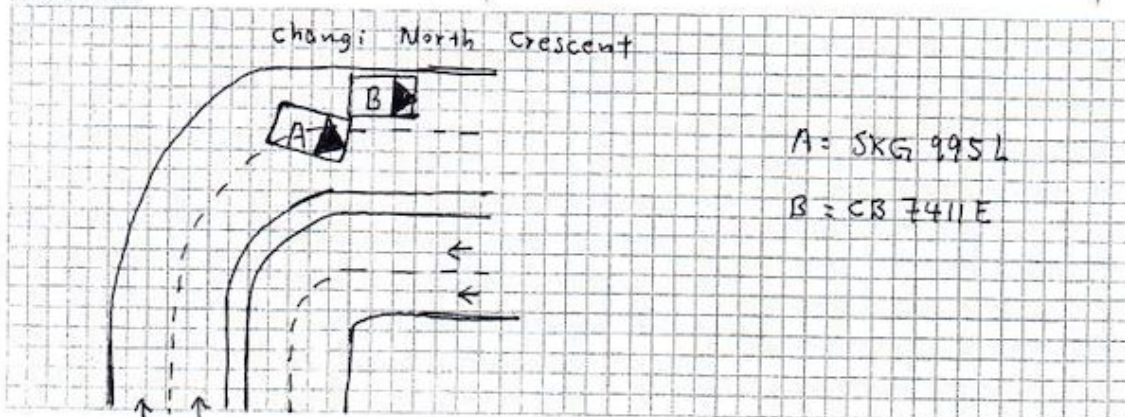 Changi North Crescent
B
A
A = SKG 995L
B = CB 7411E